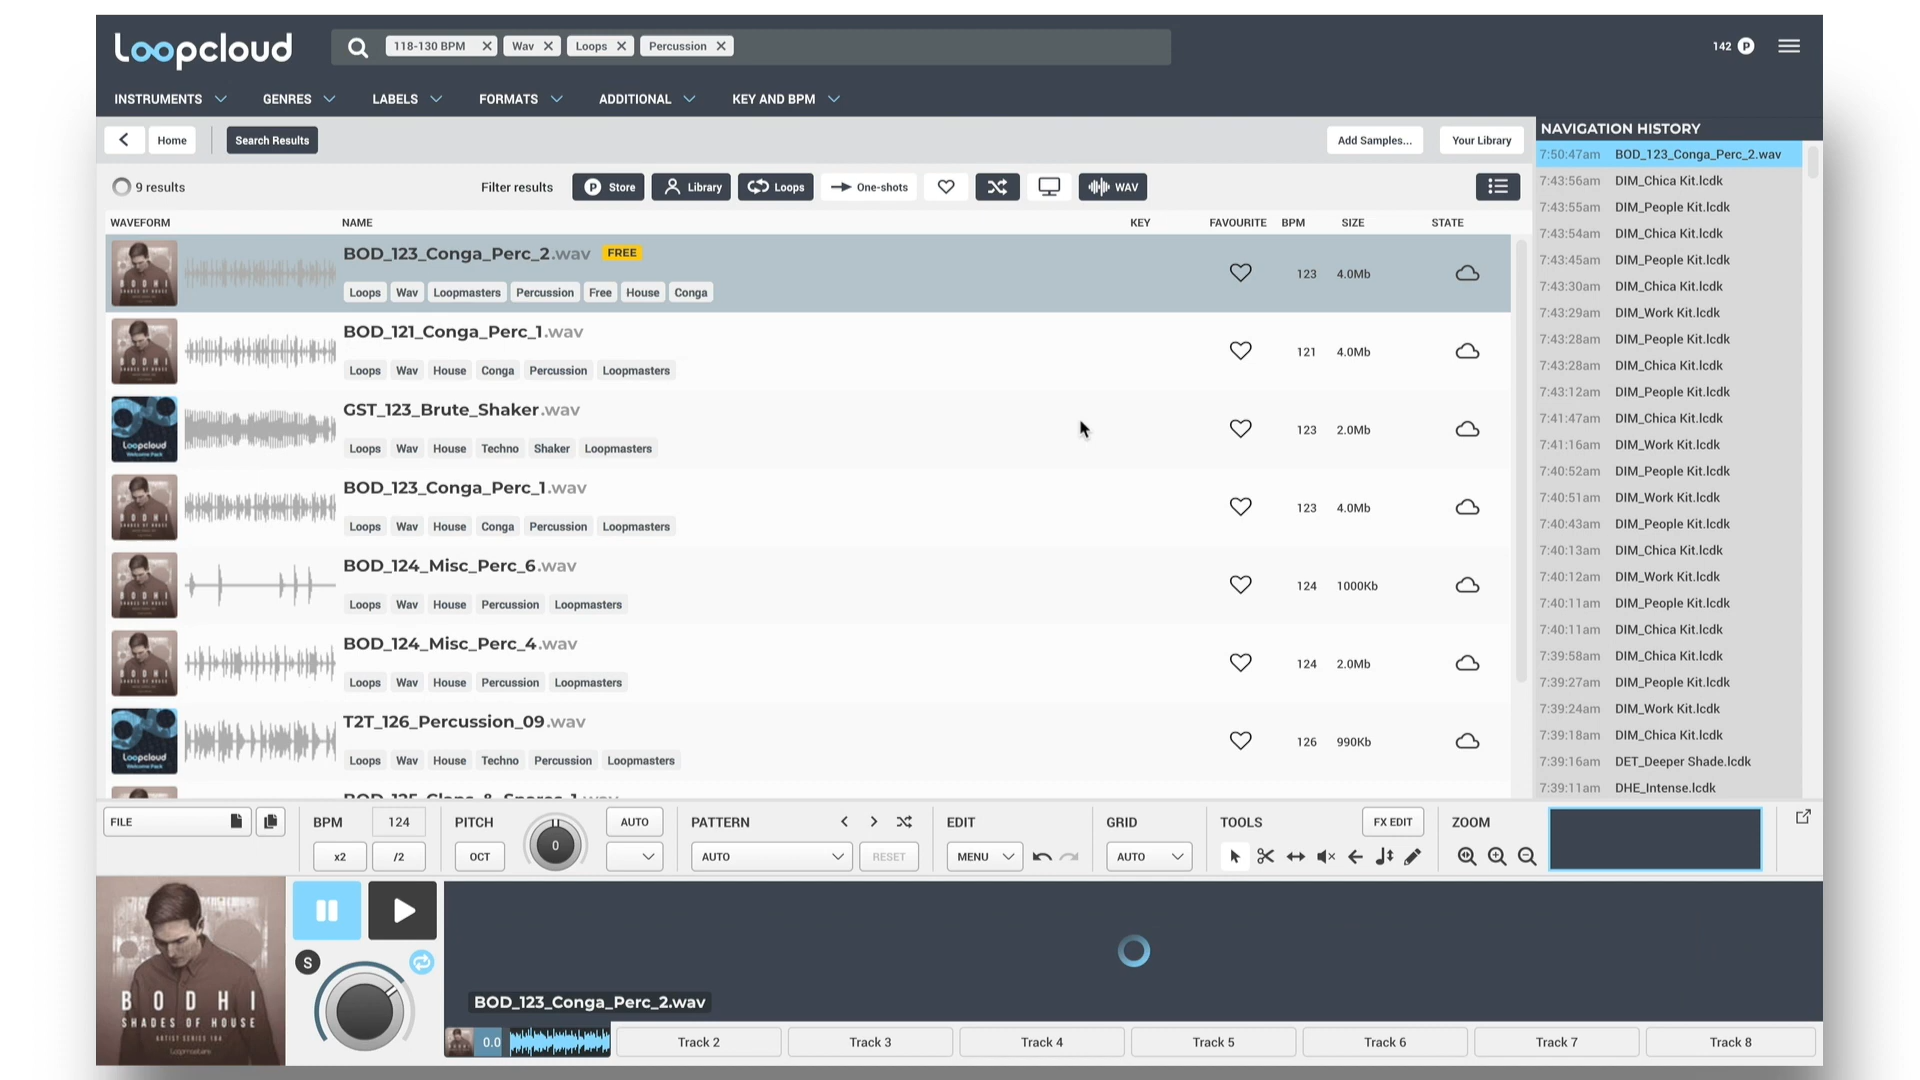 Loopcloud
118-130 BPM
Wav
Loops
Percussion
142 P
INSTRUMENTS
GENRES
LABELS
FORMATS
ADDITIONAL
KEY AND BPM
Home
Search Results
Add Samples...
Your Library
9 results
Filter results
Store
Library
Loops
One-shots
WAV
WAVEFORM
NAME
KEY
FAVOURITE
BPM
SIZE
STATE
BOD_123_Conga_Perc_2.wav FREE
Loops Wav Loopmasters Percussion Free House Conga
123 4.0Mb
BOD_121_Conga_Perc_1.wav
Loops Wav House Conga Percussion Loopmasters
121 4.0Mb
GST_123_Brute_Shaker.wav
Loops Wav House Techno Shaker Loopmasters
123 2.0Mb
BOD_123_Conga_Perc_1.wav
Loops Wav House Conga Percussion Loopmasters
123 4.0Mb
BOD_124_Misc_Perc_6.wav
Loops Wav House Percussion Loopmasters
124 1000Kb
BOD_124_Misc_Perc_4.wav
Loops Wav House Percussion Loopmasters
124 2.0Mb
T2T_126_Percussion_09.wav
Loops Wav House Techno Percussion Loopmasters
126 990Kb
NAVIGATION HISTORY
7:50:47am BOD_123_Conga_Perc_2.wav
7:43:56am DIM_Chica Kit.lcdk
7:43:55am DIM_People Kit.lcdk
7:43:54am DIM_Chica Kit.lcdk
7:43:45am DIM_People Kit.lcdk
7:43:30am DIM_Chica Kit.lcdk
7:43:29am DIM_Work Kit.lcdk
7:43:28am DIM_People Kit.lcdk
7:43:28am DIM_Chica Kit.lcdk
7:43:12am DIM_People Kit.lcdk
7:41:47am DIM_Chica Kit.lcdk
7:41:16am DIM_Work Kit.lcdk
7:40:52am DIM_People Kit.lcdk
7:40:51am DIM_Work Kit.lcdk
7:40:43am DIM_People Kit.lcdk
7:40:13am DIM_Chica Kit.lcdk
7:40:12am DIM_Work Kit.lcdk
7:40:11am DIM_People Kit.lcdk
7:40:11am DIM_Chica Kit.lcdk
7:39:58am DIM_Chica Kit.lcdk
7:39:27am DIM_People Kit.lcdk
7:39:24am DIM_Work Kit.lcdk
7:39:18am DIM_Chica Kit.lcdk
7:39:16am DET_Deeper Shade.lcdk
7:39:11am DHE_Intense.lcdk
FILE
BPM 124
x2 /2
PITCH
OCT
0
AUTO
PATTERN
AUTO
RESET
EDIT
MENU
GRID
AUTO
TOOLS
FX EDIT
ZOOM
BODHI
SHADES OF HOUSE
ARTIST SERIES 104
Loopmasters
S
BOD_123_Conga_Perc_2.wav
0.0
Track 2
Track 3
Track 4
Track 5
Track 6
Track 7
Track 8